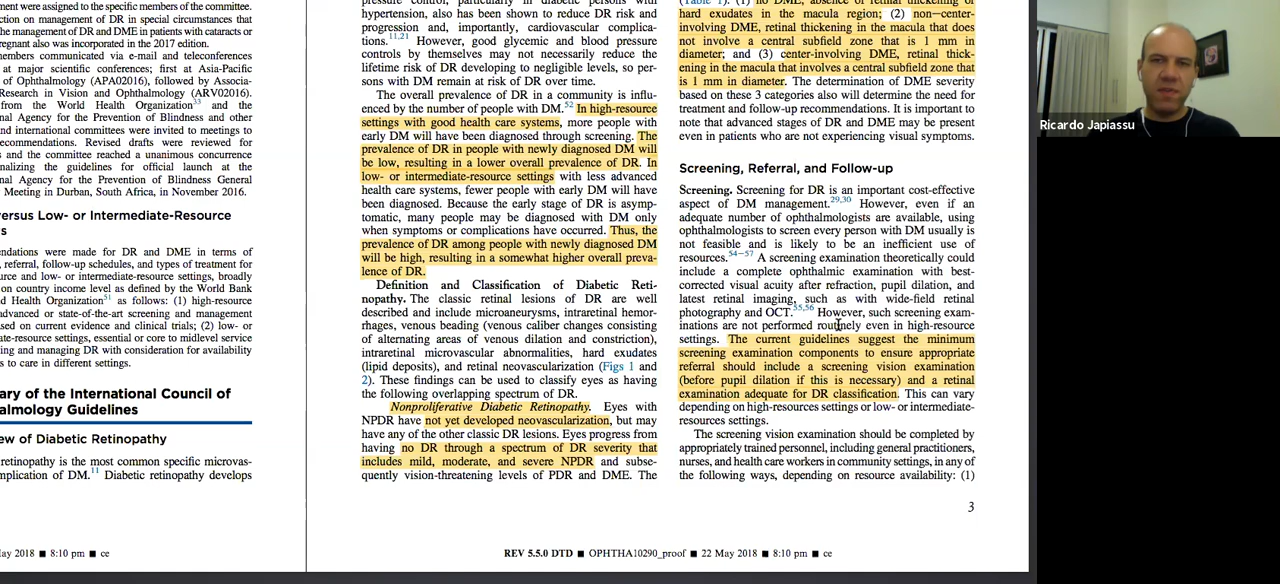 ment were assigned to the specific members of the committee.
tion on management of DR in special circumstances that
the management of DR and DME in patients with cataracts or
regnant also was incorporated in the 2017 edition.
members communicated via e-mail and teleconferences
at major scientific conferences; first at Asia-Pacific
of Ophthalmology (APA02016), followed by Associa-
Research in Vision and Ophthalmology (ARV02016).
from the World Health Organization33 and the
nal Agency for the Prevention of Blindness and other
nd international committees were invited to meetings to
recommendations. Revised drafts were reviewed for
s and the committee reached a unanimous concurrence
nalizing the guidelines for official launch at the
nal Agency for the Prevention of Blindness General
Meeting in Durban, South Africa, in November 2016.
versus Low- or Intermediate-Resource
s
endations were made for DR and DME in terms of
, referral, follow-up schedules, and types of treatment for
urce and low- or intermediate-resource settings, broadly
on country income level as defined by the World Bank
d Health Organization51 as follows: (1) high-resource
advanced or state-of-the-art screening and management
sed on current evidence and clinical trials; (2) low- or
te-resource settings, essential or core to midlevel service
ing and managing DR with consideration for availability
s to care in different settings.
ary of the International Council of
almology Guidelines
ew of Diabetic Retinopathy
retinopathy is the most common specific microvas-
mplication of DM.11 Diabetic retinopathy develops
May 2018 ■ 8:10 pm ■ ce
pressure control, particularly in diabetic persons with
hypertension, also has been shown to reduce DR risk and
progression and, importantly, cardiovascular complica-
tions.11,21 However, good glycemic and blood pressure
controls by themselves may not necessarily reduce the
lifetime risk of DR developing to negligible levels, so per-
sons with DM remain at risk of DR over time.
The overall prevalence of DR in a community is influ-
enced by the number of people with DM.52 In high-resource
settings with good health care systems, more people with
early DM will have been diagnosed through screening. The
prevalence of DR in people with newly diagnosed DM will
be low, resulting in a lower overall prevalence of DR. In
low- or intermediate-resource settings with less advanced
health care systems, fewer people with early DM will have
been diagnosed. Because the early stage of DR is asymp-
tomatic, many people may be diagnosed with DM only
when symptoms or complications have occurred. Thus, the
prevalence of DR among people with newly diagnosed DM
will be high, resulting in a somewhat higher overall preva-
lence of DR.
Definition and Classification of Diabetic Reti-
nopathy. The classic retinal lesions of DR are well
described and include microaneurysms, intraretinal hemor-
rhages, venous beading (venous caliber changes consisting
of alternating areas of venous dilation and constriction),
intraretinal microvascular abnormalities, hard exudates
(lipid deposits), and retinal neovascularization (Figs 1 and
2). These findings can be used to classify eyes as having
the following overlapping spectrum of DR.
Nonproliferative Diabetic Retinopathy. Eyes with
NPDR have not yet developed neovascularization, but may
have any of the other classic DR lesions. Eyes progress from
having no DR through a spectrum of DR severity that
includes mild, moderate, and severe NPDR and subse-
quently vision-threatening levels of PDR and DME. The
(Table 1): (1) no DME, absence of retinal thickening or
hard exudates in the macula region; (2) non-center-
involving DME, retinal thickening in the macula that does
not involve a central subfield zone that is 1 mm in
diameter; and (3) center-involving DME, retinal thick-
ening in the macula that involves a central subfield zone that
is 1 mm in diameter. The determination of DME severity
based on these 3 categories also will determine the need for
treatment and follow-up recommendations. It is important to
note that advanced stages of DR and DME may be present
even in patients who are not experiencing visual symptoms.
Screening, Referral, and Follow-up
Screening. Screening for DR is an important cost-effective
aspect of DM management.29,30 However, even if an
adequate number of ophthalmologists are available, using
ophthalmologists to screen every person with DM usually is
not feasible and is likely to be an inefficient use of
resources.54–57 A screening examination theoretically could
include a complete ophthalmic examination with best-
corrected visual acuity after refraction, pupil dilation, and
latest retinal imaging, such as with wide-field retinal
photography and OCT.55,56 However, such screening exam-
inations are not performed routinely even in high-resource
settings. The current guidelines suggest the minimum
screening examination components to ensure appropriate
referral should include a screening vision examination
(before pupil dilation if this is necessary) and a retinal
examination adequate for DR classification. This can vary
depending on high-resources settings or low- or intermediate-
resources settings.
The screening vision examination should be completed by
appropriately trained personnel, including general practitioners,
nurses, and health care workers in community settings, in any of
the following ways, depending on resource availability: (1)
3
REV 5.5.0 DTD ■ OPHTHA10290_proof ■ 22 May 2018 ■ 8:10 pm ■ ce
Ricardo Japiassu